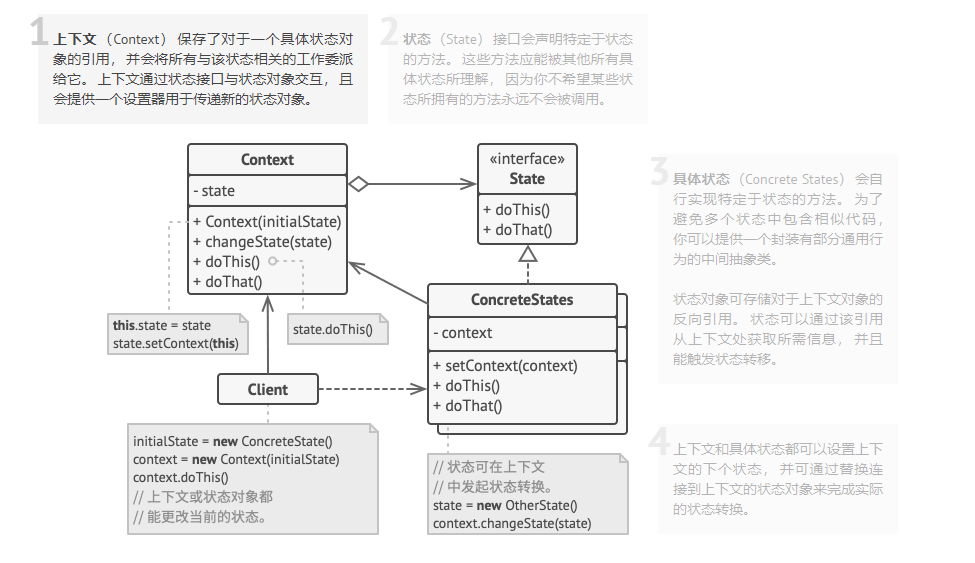 1
上下文 （Context） 保存了对于一个具体状态对
象的引用， 并会将所有与该状态相关的工作委派
给它。 上下文通过状态接口与状态对象交互， 且
会提供一个设置器用于传递新的状态对象。
2
状态 （State） 接口会声明特定于状态
的方法。 这些方法应能被其他所有具
体状态所理解， 因为你不希望某些状
态所拥有的方法永远不会被调用。
Context
- state
+ Context(initialState)
+ changeState(state)
+ doThis()
+ doThat()
«interface»
State
+ doThis()
+ doThat()
3
具体状态 （Concrete States） 会自
行实现特定于状态的方法。 为了
避免多个状态中包含相似代码，
你可以提供一个封装有部分通用行
为的中间抽象类。
状态对象可存储对于上下文对象的
反向引用。 状态可以通过该引用
从上下文处获取所需信息， 并且
能触发状态转移。
this.state = state
state.setContext(this)
state.doThis()
ConcreteStates
- context
+ setContext(context)
+ doThis()
+ doThat()
Client
initialState = new ConcreteState()
context = new Context(initialState)
context.doThis()
// 上下文或状态对象都
// 能更改当前的状态。
// 状态可在上下文
// 中发起状态转换。
state = new OtherState()
context.changeState(state)
4
上下文和具体状态都可以设置上下
文的下个状态， 并可通过替换连
接到上下文的状态对象来完成实际
的状态转换。